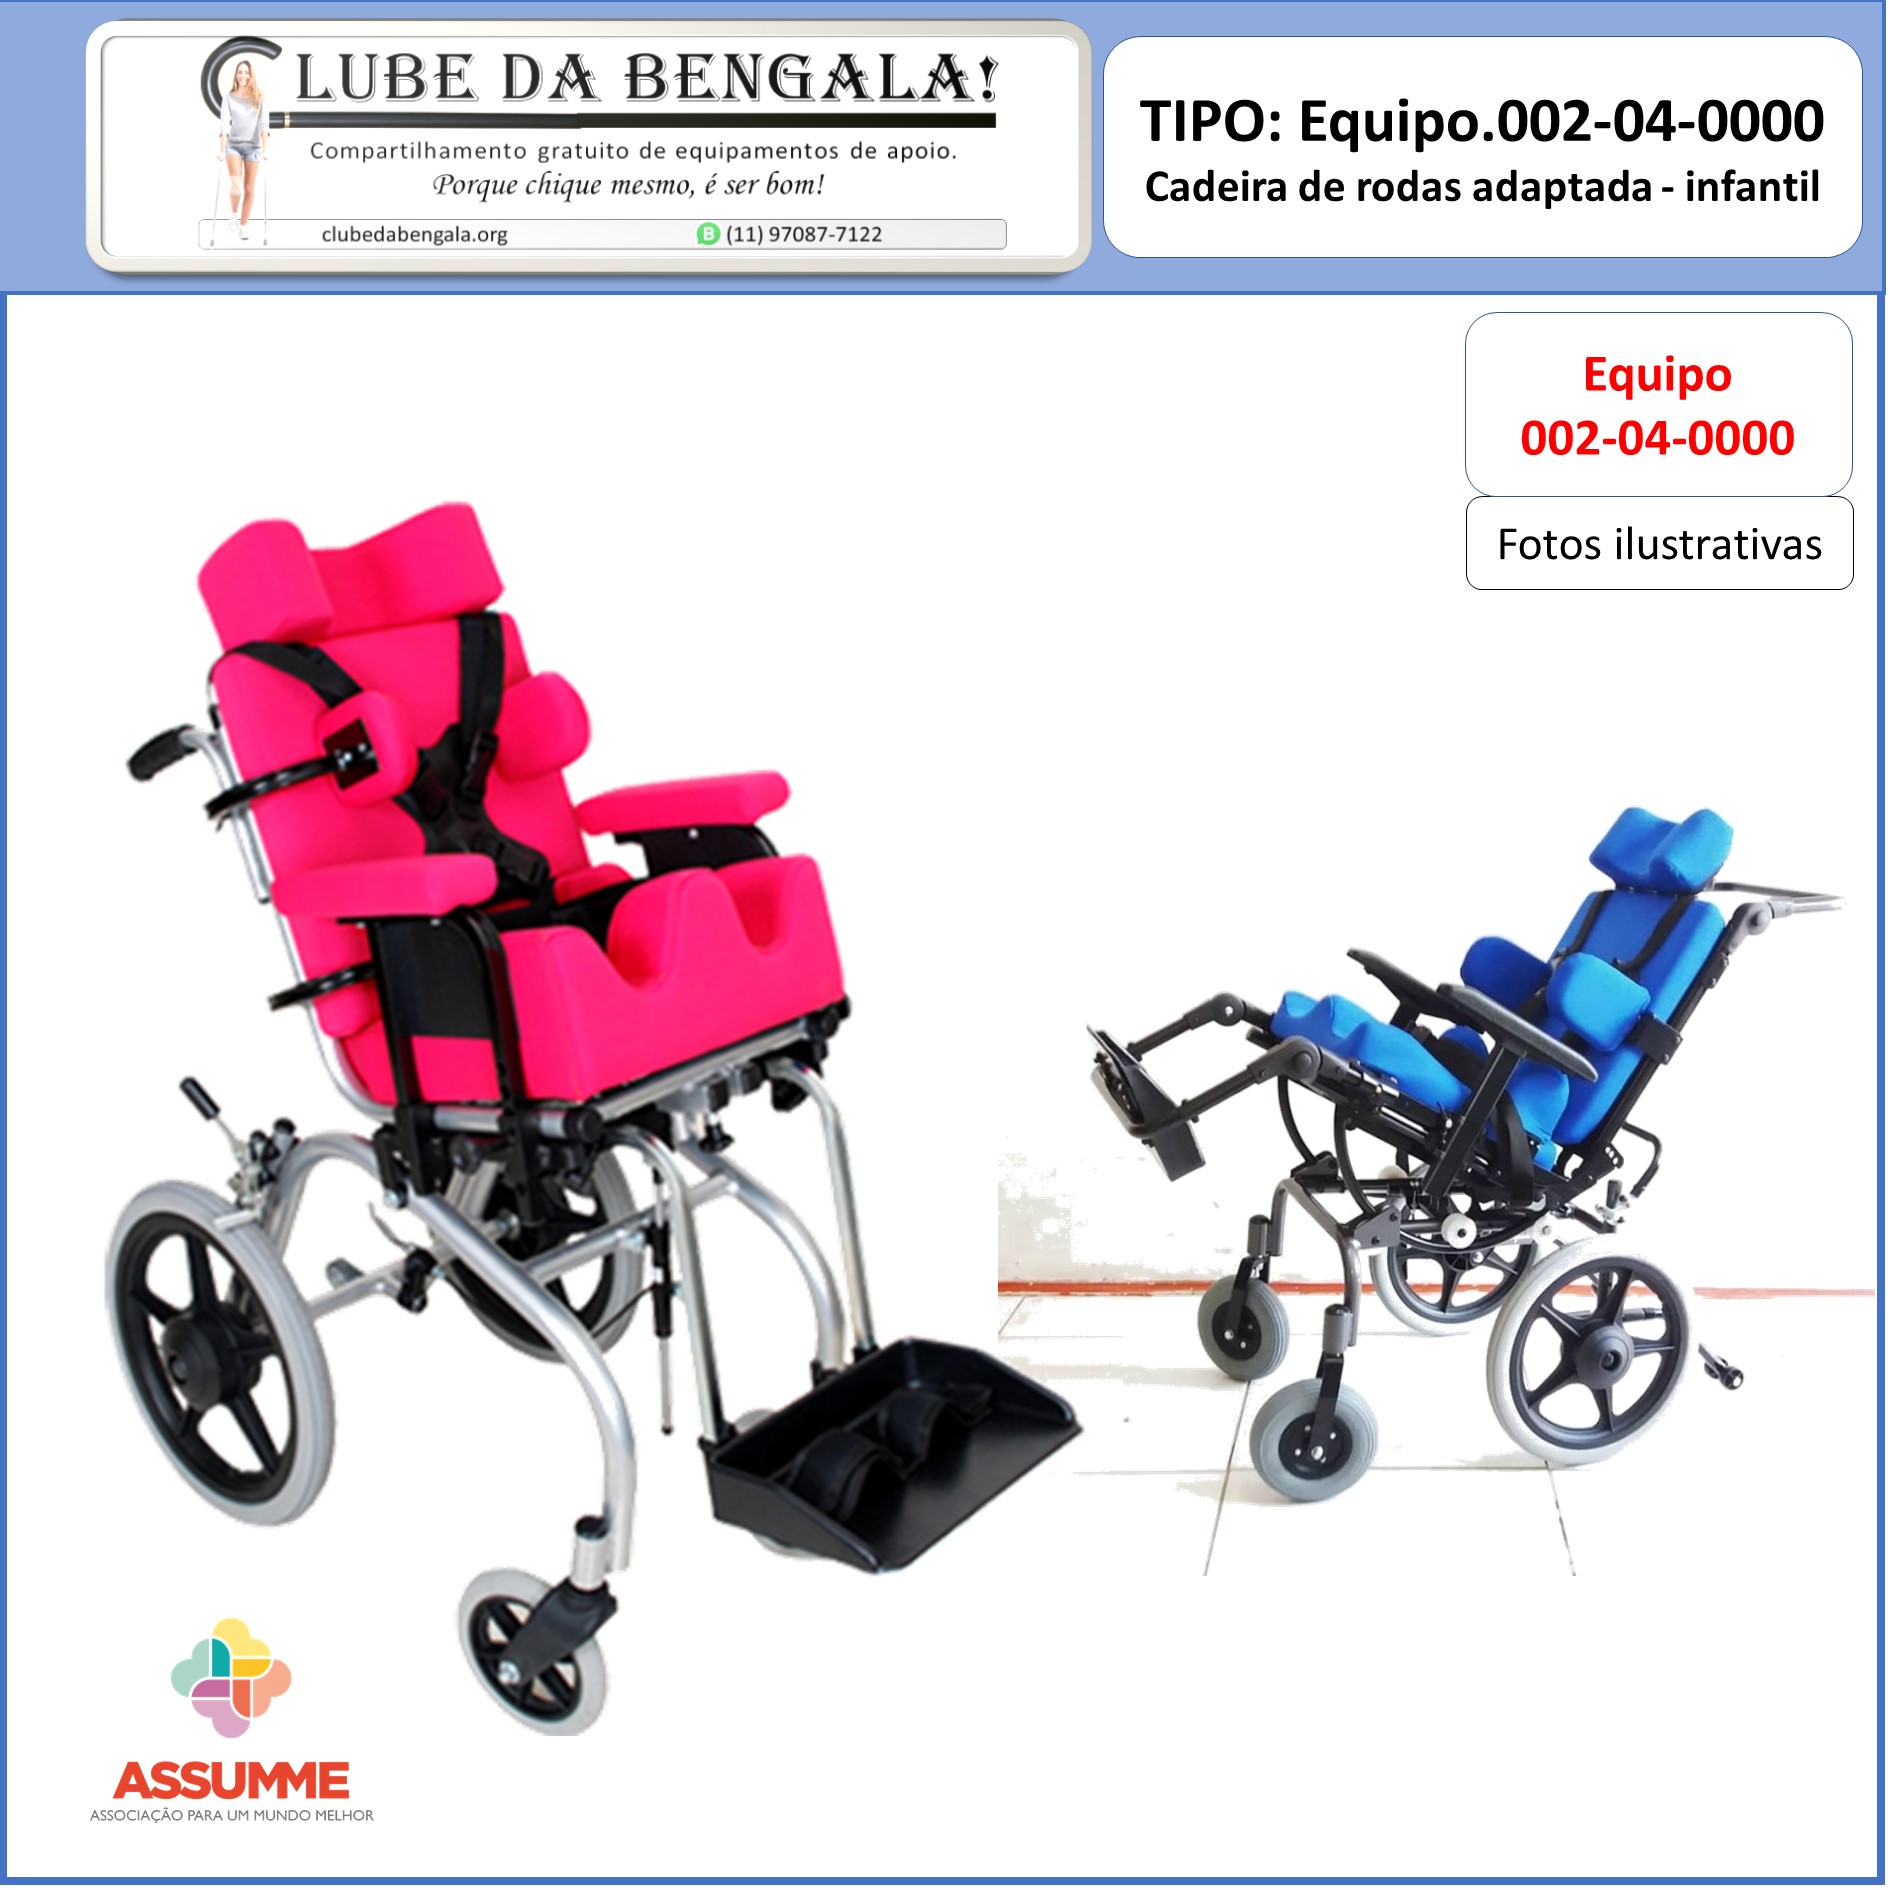 CLUBE DA BENGALA!
Compartilhamento gratuito de equipamentos de apoio.
Porque chique mesmo, é ser bom!
clubedabengala.org
B (11) 97087-7122
TIPO: Equipo.002-04-0000
Cadeira de rodas adaptada - infantil
Equipo
002-04-0000
Fotos ilustrativas
ASSUMME
ASSOCIAÇÃO PARA UM MUNDO MELHOR